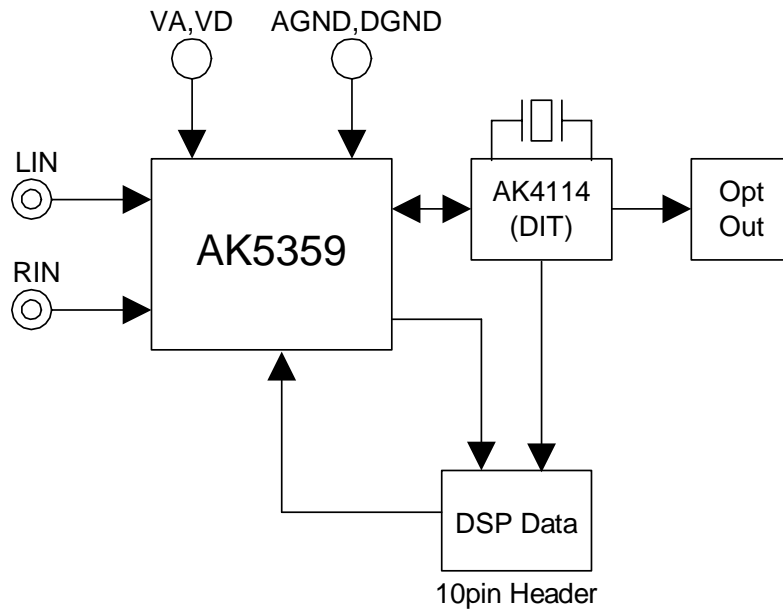 VA,VD
AGND,DGND
LIN
RIN
AK5359
AK4114
(DIT)
Opt
Out
DSP Data
10pin Header